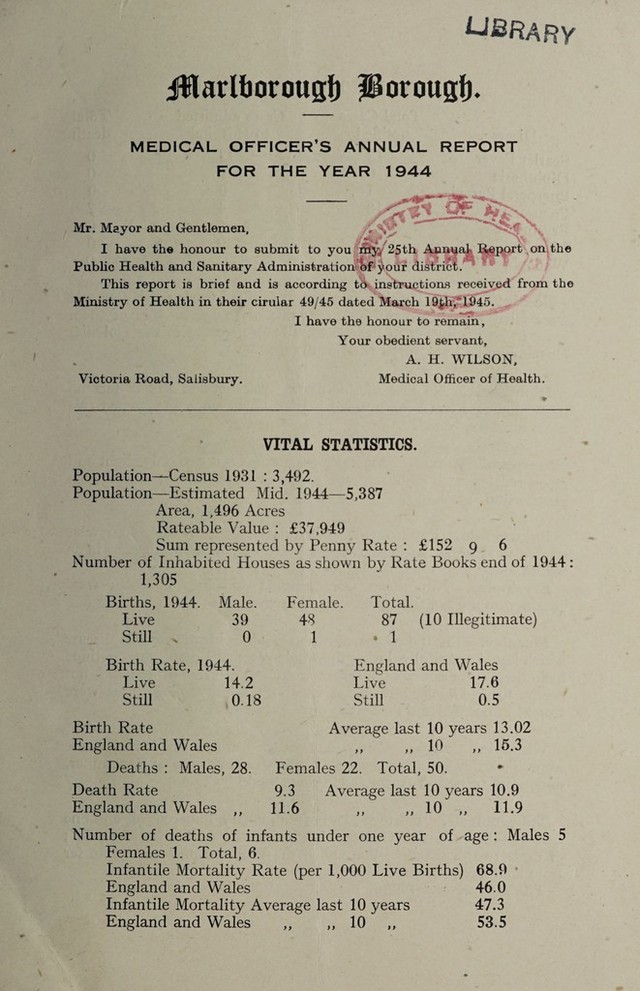 LIBRARY
Marlborough Borough.
MEDICAL OFFICER'S ANNUAL REPORT
FOR THE YEAR 1944
MINISTRY OF HEA
LIBRARY
Mr. Mayor and Gentlemen,
I have the honour to submit to you my 25th Annual Report on the
Public Health and Sanitary Administration of your district.
This report is brief and is according to instructions received from the
Ministry of Health in their cirular 49/45 dated March 19th, 1945.
I have the honour to remain,
Your obedient servant,
A. H. WILSON,
Victoria Road, Salisbury. Medical Officer of Health.
VITAL STATISTICS.
Population—Census 1931 : 3,492.
Population—Estimated Mid. 1944—5,387
Area, 1,496 Acres
Rateable Value : £37,949
Sum represented by Penny Rate : £152 9 6
Number of Inhabited Houses as shown by Rate Books end of 1944 :
1,305
Births, 1944. Male. Female. Total.
Live 39 48 87 (10 Illegitimate)
Still 0 1 1
Birth Rate, 1944. England and Wales
Live 14.2 Live 17.6
Still 0.18 Still 0.5
Birth Rate Average last 10 years 13.02
England and Wales ,, ,, 10 ,, 15.3
Deaths : Males, 28. Females 22. Total, 50.
Death Rate 9.3 Average last 10 years 10.9
England and Wales ,, 11.6 ,, ,, 10 ,, 11.9
Number of deaths of infants under one year of age : Males 5
Females 1. Total, 6.
Infantile Mortality Rate (per 1,000 Live Births) 68.9
England and Wales 46.0
Infantile Mortality Average last 10 years 47.3
England and Wales ,, ,, 10 ,, 53.5